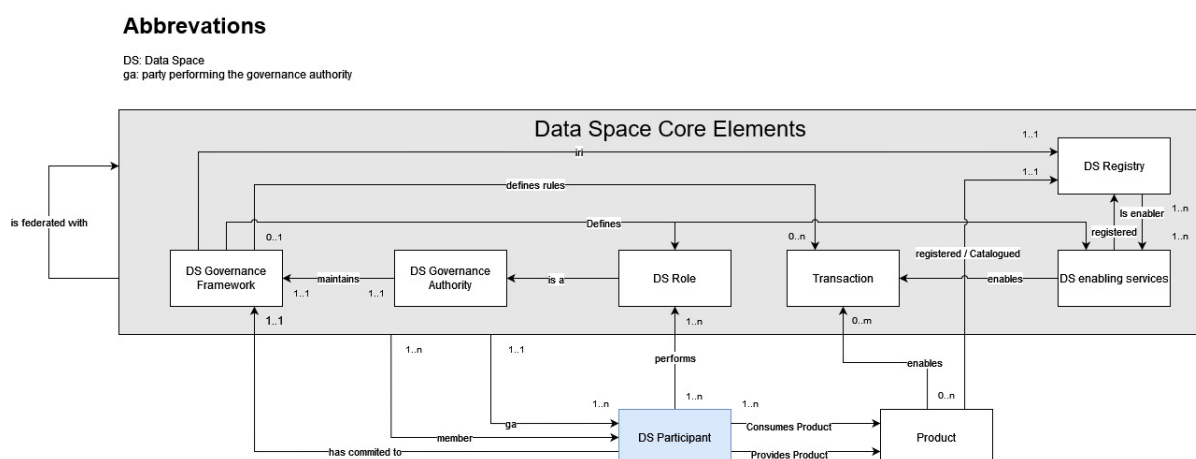 Abbrevations
DS: Data Space
ga: party performing the governance authority
Data Space Core Elements
1..1
iri
DS Registry
1..1
defines rules
1..n
Is enabler
is federated with
Defines
registered
1..n
0..1
0..n
registered / Catalogued
DS Governance
Framework
maintains
DS Governance
Authority
is a
DS Role
Transaction
enables
DS enabling services
1..1
1..1
1..1
1..n
0..m
1..n
1..1
performs
enables
1..n
1..n
1..n
0..n
ga
Consumes Product
member
DS Participant
Product
has commited to
Provides Product